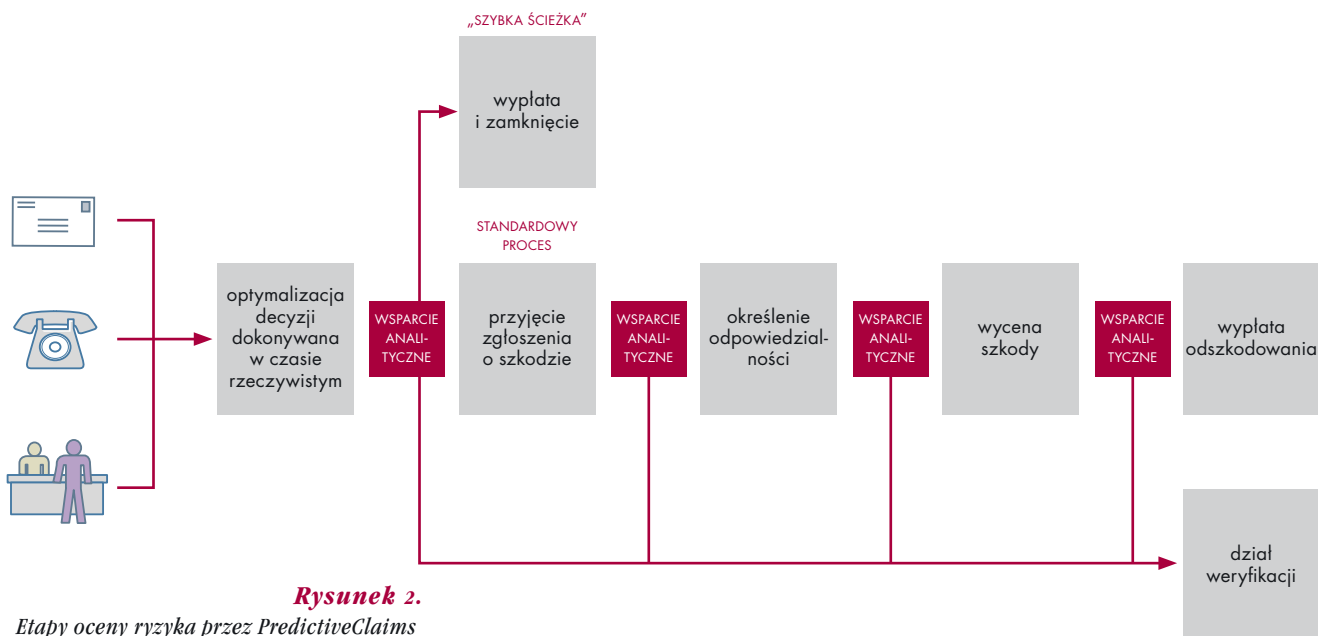 „SZYBKA ŚCIEŻKA”
wypłata
i zamknięcie
STANDARDOWY
PROCES
optymalizacja
decyzji
dokonywana
w czasie
rzeczywistym
WSPARCIE
ANALI-
TYCZNE
przyjęcie
zgłoszenia
o szkodzie
WSPARCIE
ANALI-
TYCZNE
określenie
odpowiedzial-
ności
WSPARCIE
ANALI-
TYCZNE
wycena
szkody
WSPARCIE
ANALI-
TYCZNE
wypłata
odszkodowania
dział
weryfikacji
Rysunek 2.
Etapy oceny ryzyka przez PredictiveClaims